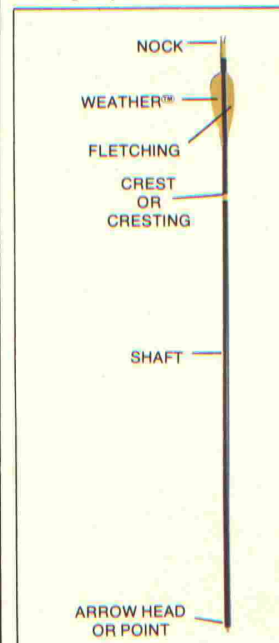 NOCK
WEATHER™
FLETCHING
CREST
OR
CRESTING
SHAFT
ARROW HEAD
OR POINT